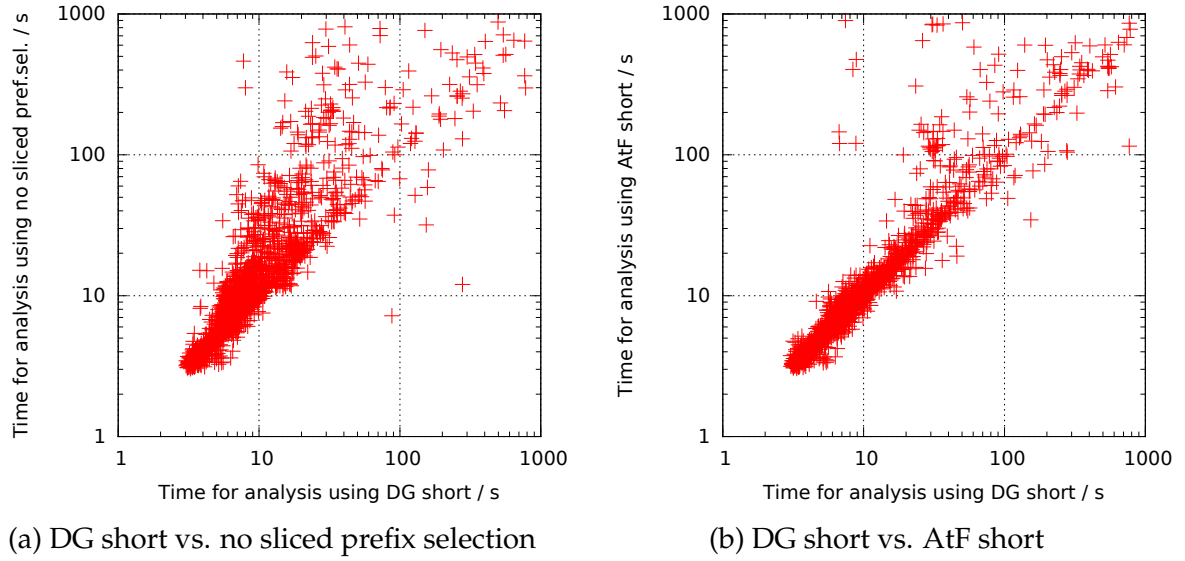 Time for analysis using no sliced pref.sel. / s
1000
100
10
1
1 10 100 1000
Time for analysis using DG short / s
(a) DG short vs. no sliced prefix selection
Time for analysis using AtF short / s
1000
100
10
1
1 10 100 1000
Time for analysis using DG short / s
(b) DG short vs. AtF short